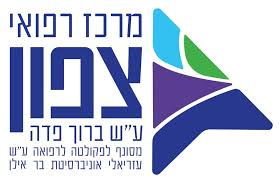 מרכז רפואי
צפון
ע״ש ברוך פדה
מסונף לפקולטה לרפואה ע״ש
עזריאלי אוניברסיטת בר אילן